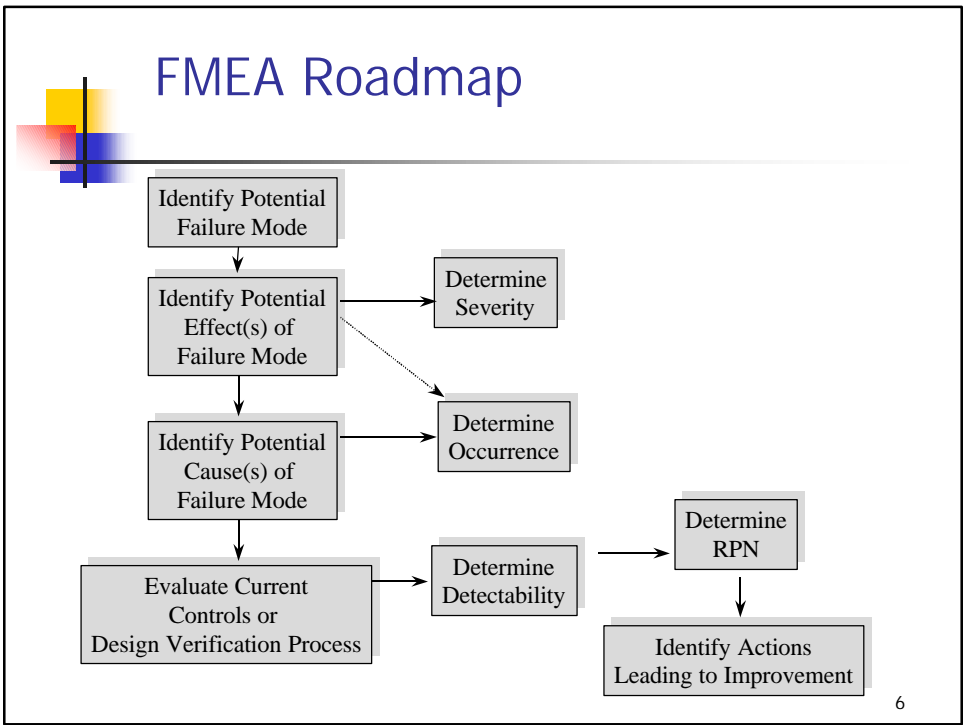 FMEA Roadmap
Identify Potential
Failure Mode
Identify Potential
Effect(s) of
Failure Mode
Determine
Severity
Identify Potential
Cause(s) of
Failure Mode
Determine
Occurrence
Evaluate Current
Controls or
Design Verification Process
Determine
Detectability
Determine
RPN
Identify Actions
Leading to Improvement
6